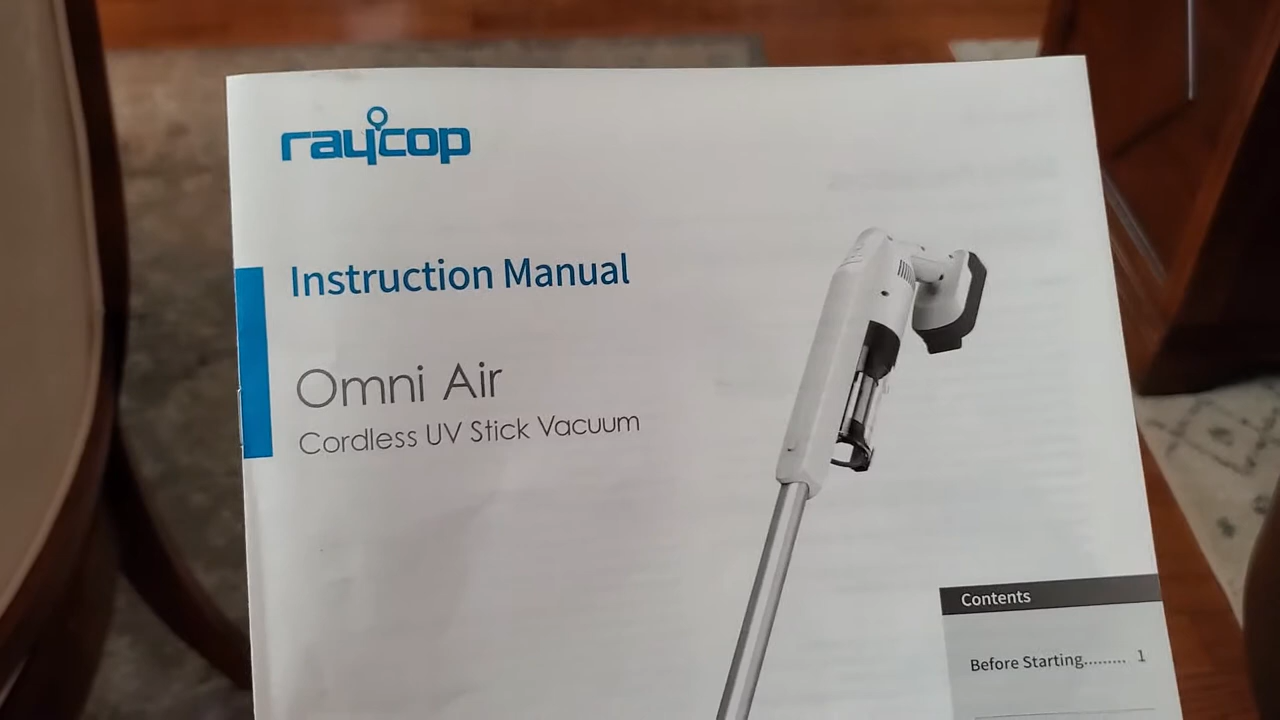 raycop
Instruction Manual
Omni Air
Cordless UV Stick Vacuum
Contents
Before Starting......... 1